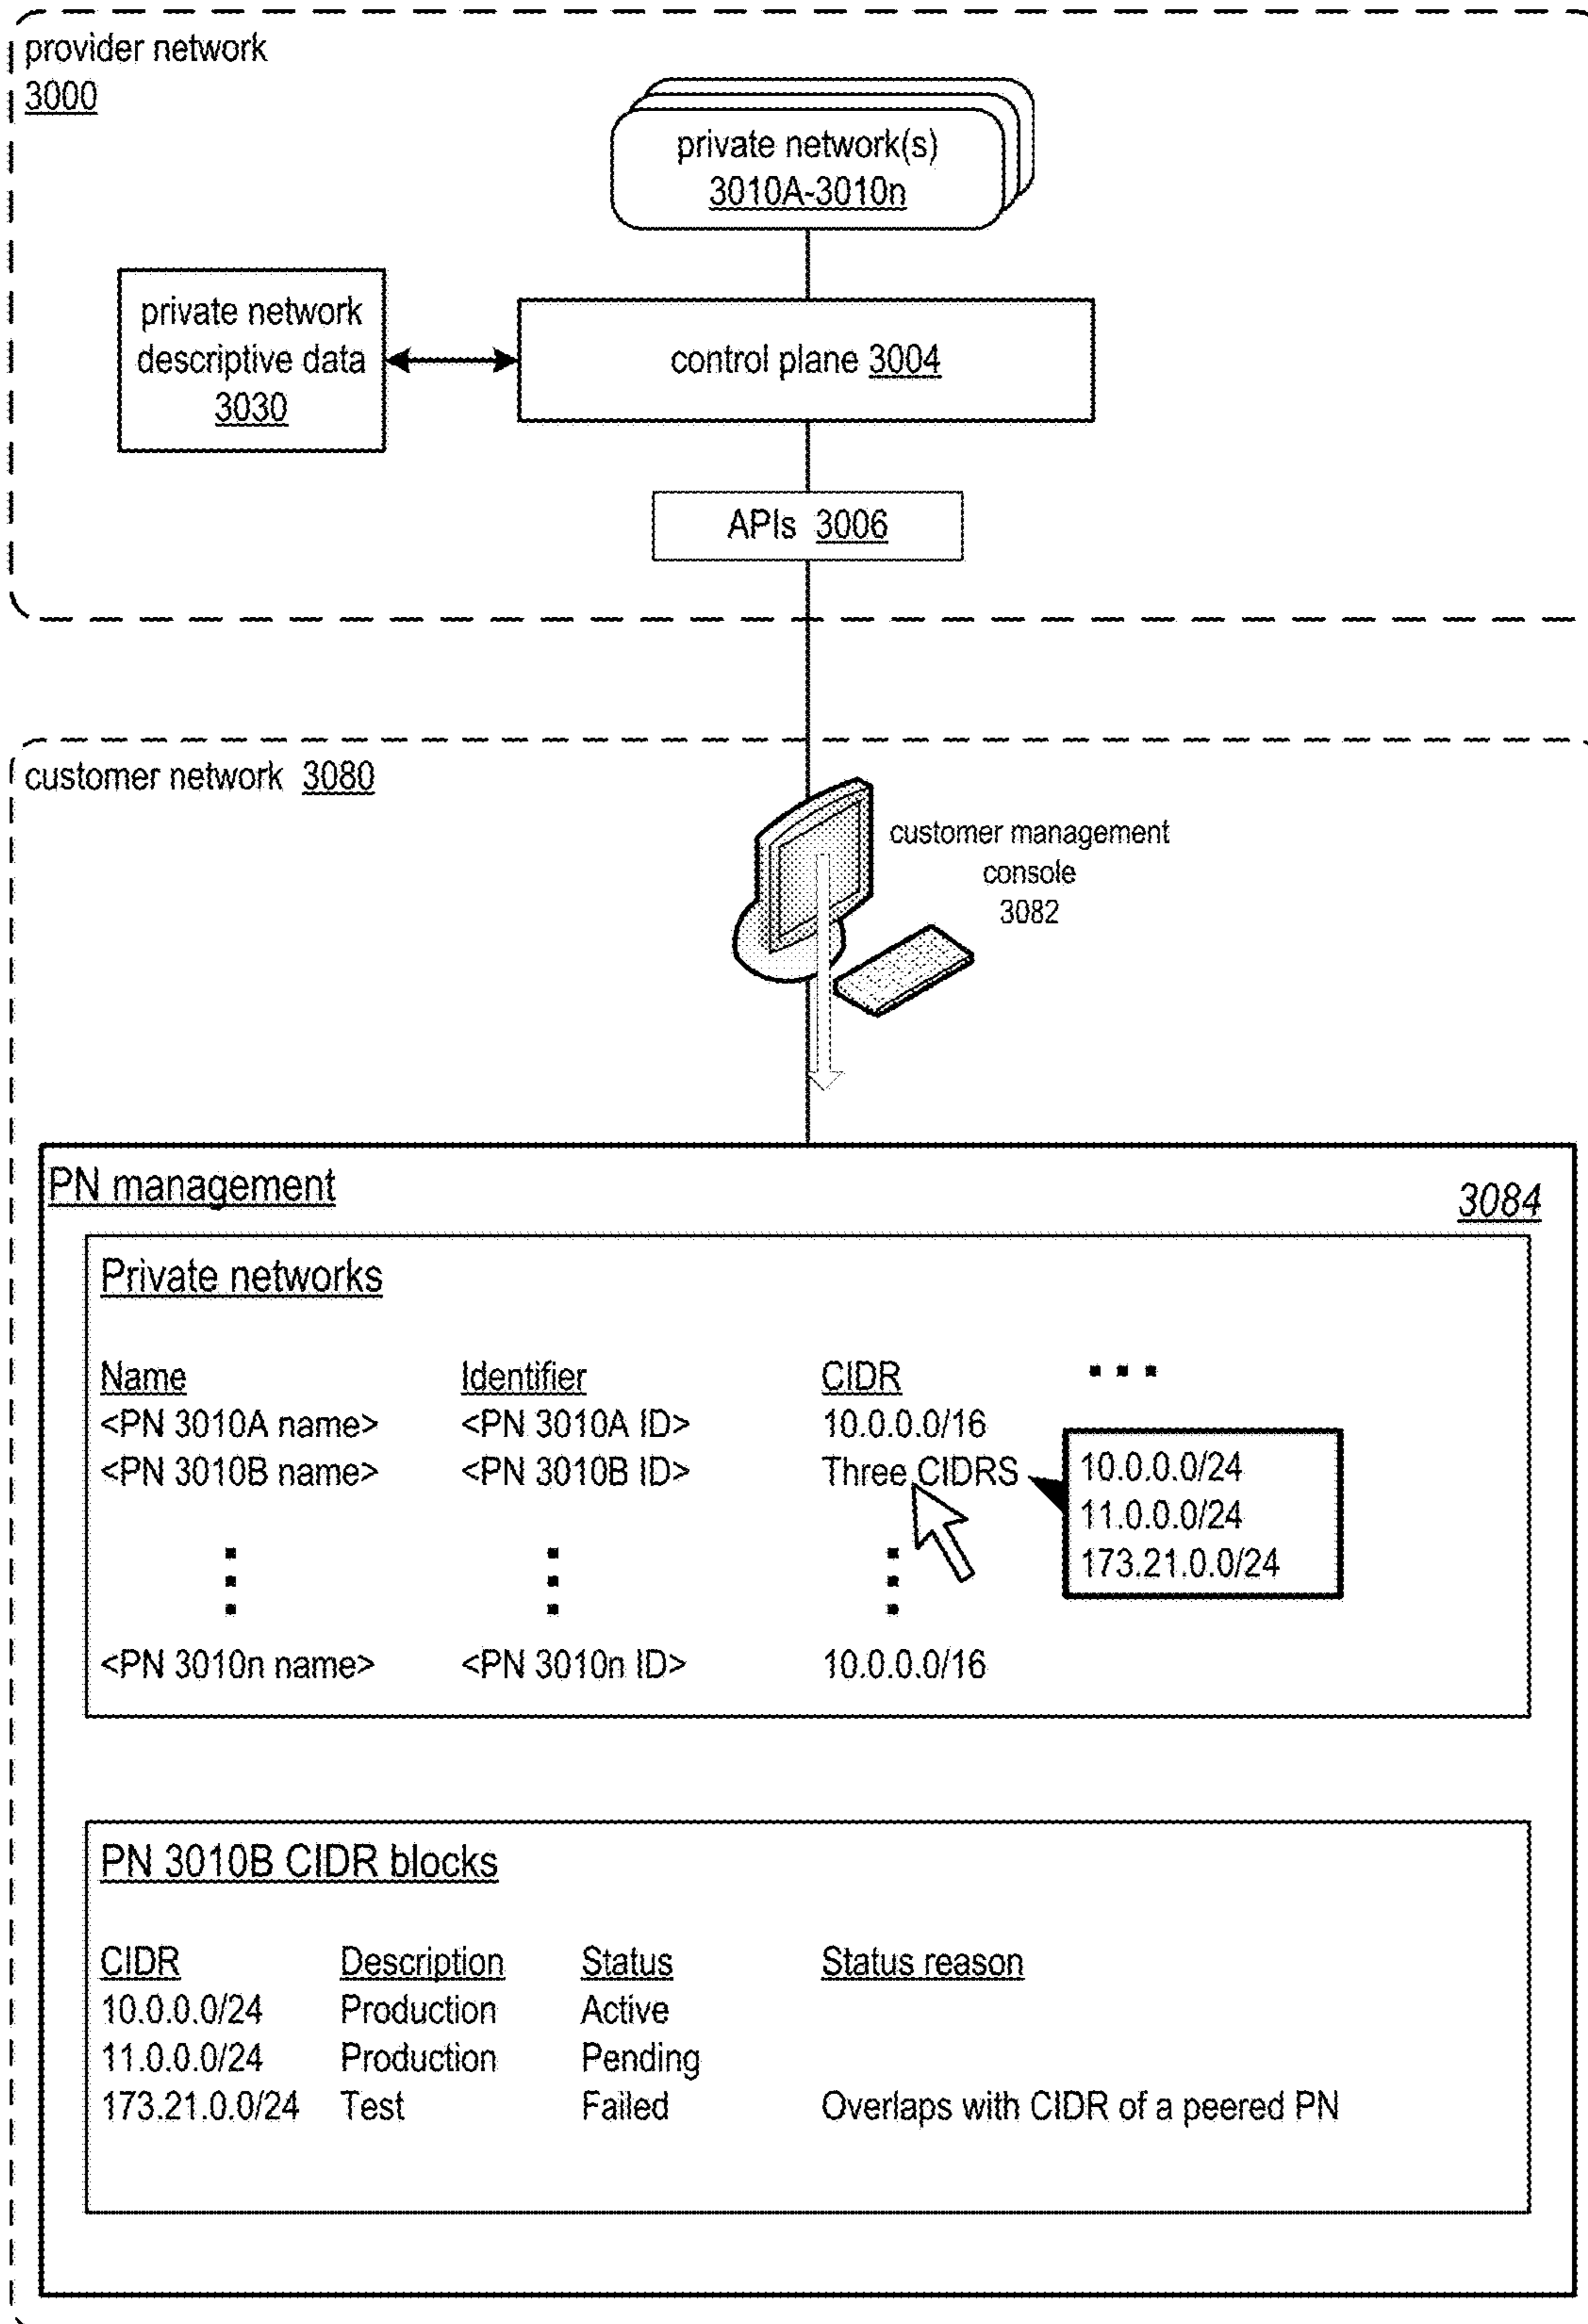 provider network
3000
private network(s)
3010A-3010n
private network
descriptive data
3030
control plane 3004
APIs 3006
customer network 3080
customer management
console
3082
PN management
3084
Private networks
Name Identifier CIDR ...
<PN 3010A name> <PN 3010A ID> 10.0.0.0/16
<PN 3010B name> <PN 3010B ID> Three CIDRS
10.0.0.0/24
11.0.0.0/24
173.21.0.0/24
<PN 3010n name> <PN 3010n ID> 10.0.0.0/16
PN 3010B CIDR blocks
CIDR Description Status Status reason
10.0.0.0/24 Production Active
11.0.0.0/24 Production Pending
173.21.0.0/24 Test Failed Overlaps with CIDR of a peered PN